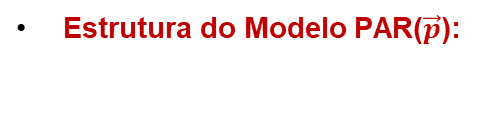 • Estrutura do Modelo PAR(p⃗):